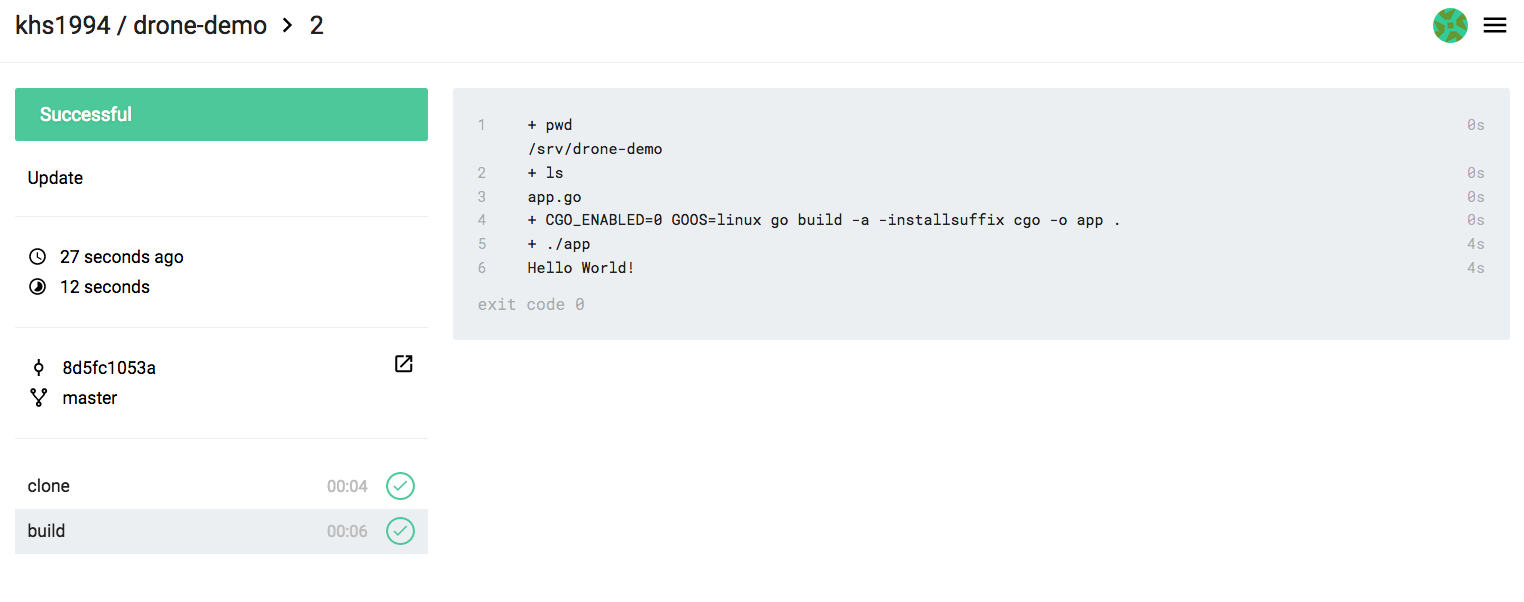 khs1994 / drone-demo > 2
Successful
Update
27 seconds ago
12 seconds
8d5fc1053a
master
clone 00:04
build 00:06
1 + pwd 0s
/srv/drone-demo
2 + ls 0s
3 app.go 0s
4 + CGO_ENABLED=0 GOOS=linux go build -a -installsuffix cgo -o app . 0s
5 + ./app 4s
6 Hello World! 4s
exit code 0